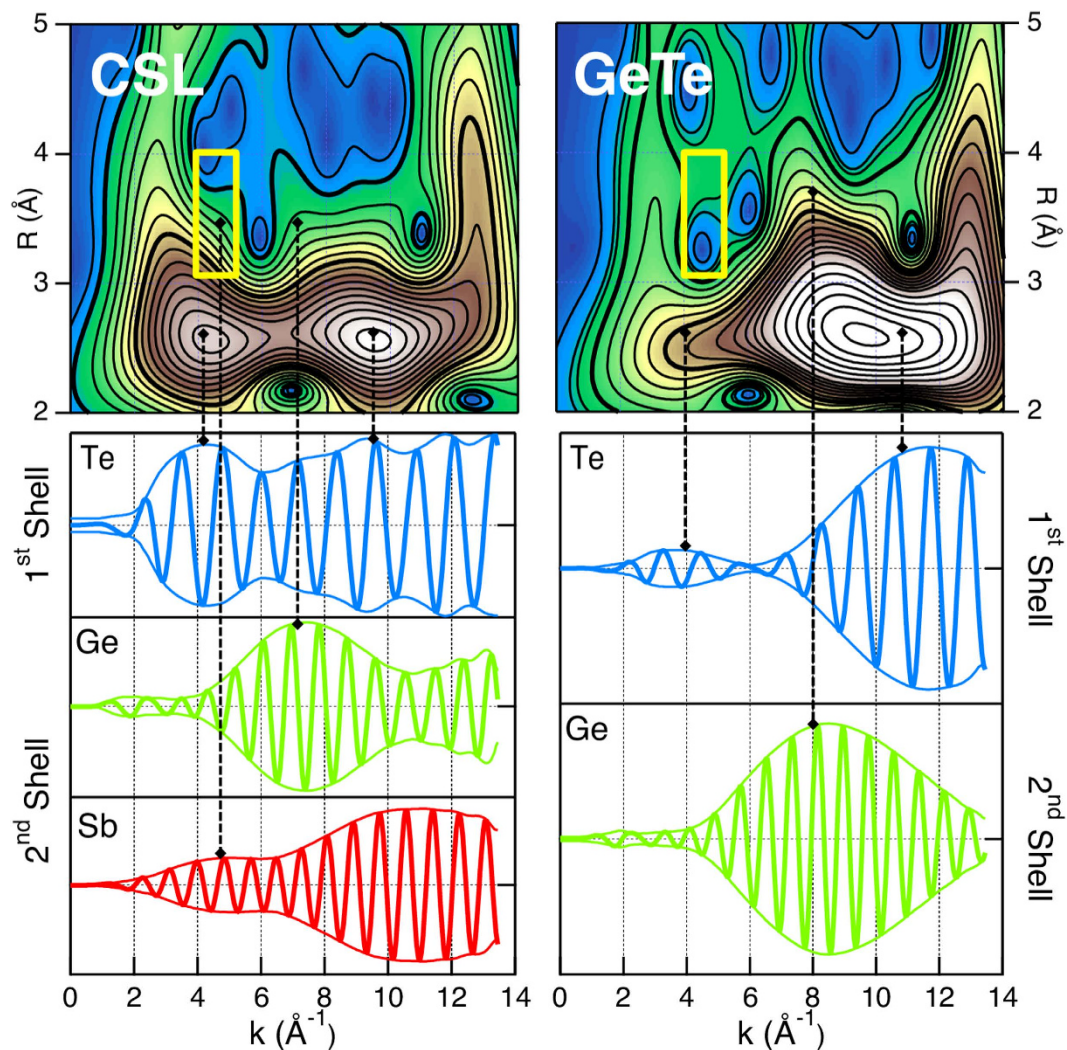 CSL
GeTe
5
4
3
2
R (Å)
5
4
3
2
R (Å)
Te
Ge
Sb
1st Shell
2nd Shell
0 2 4 6 8 10 12 14
k (Å-1)
Te
Ge
1st Shell
2nd Shell
0 2 4 6 8 10 12 14
k (Å-1)